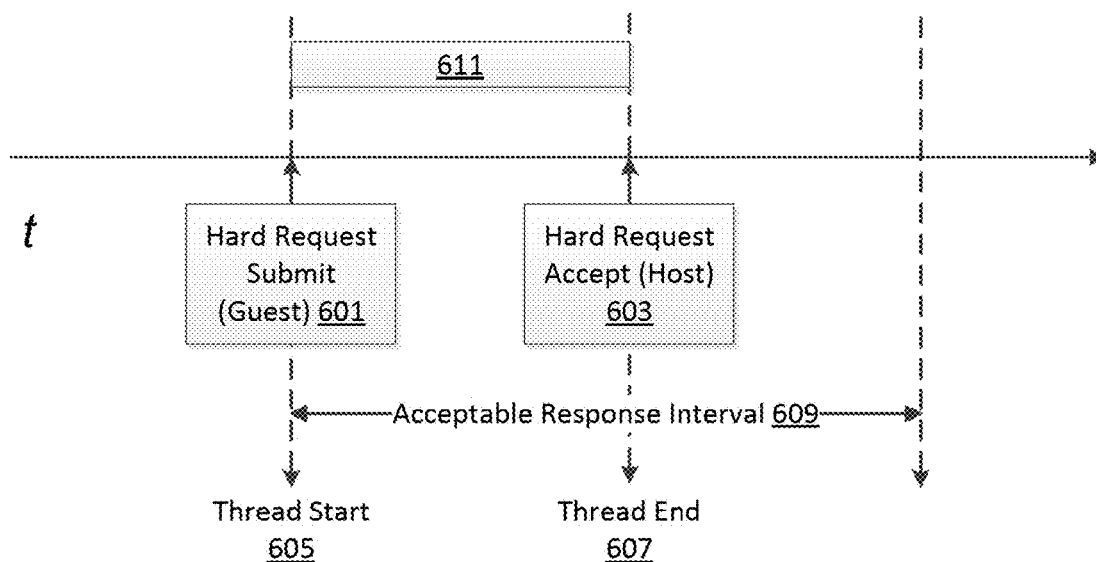 611
t
Hard Request
Submit
(Guest) 601
Hard Request
Accept (Host)
603
Acceptable Response Interval 609
Thread Start
605
Thread End
607